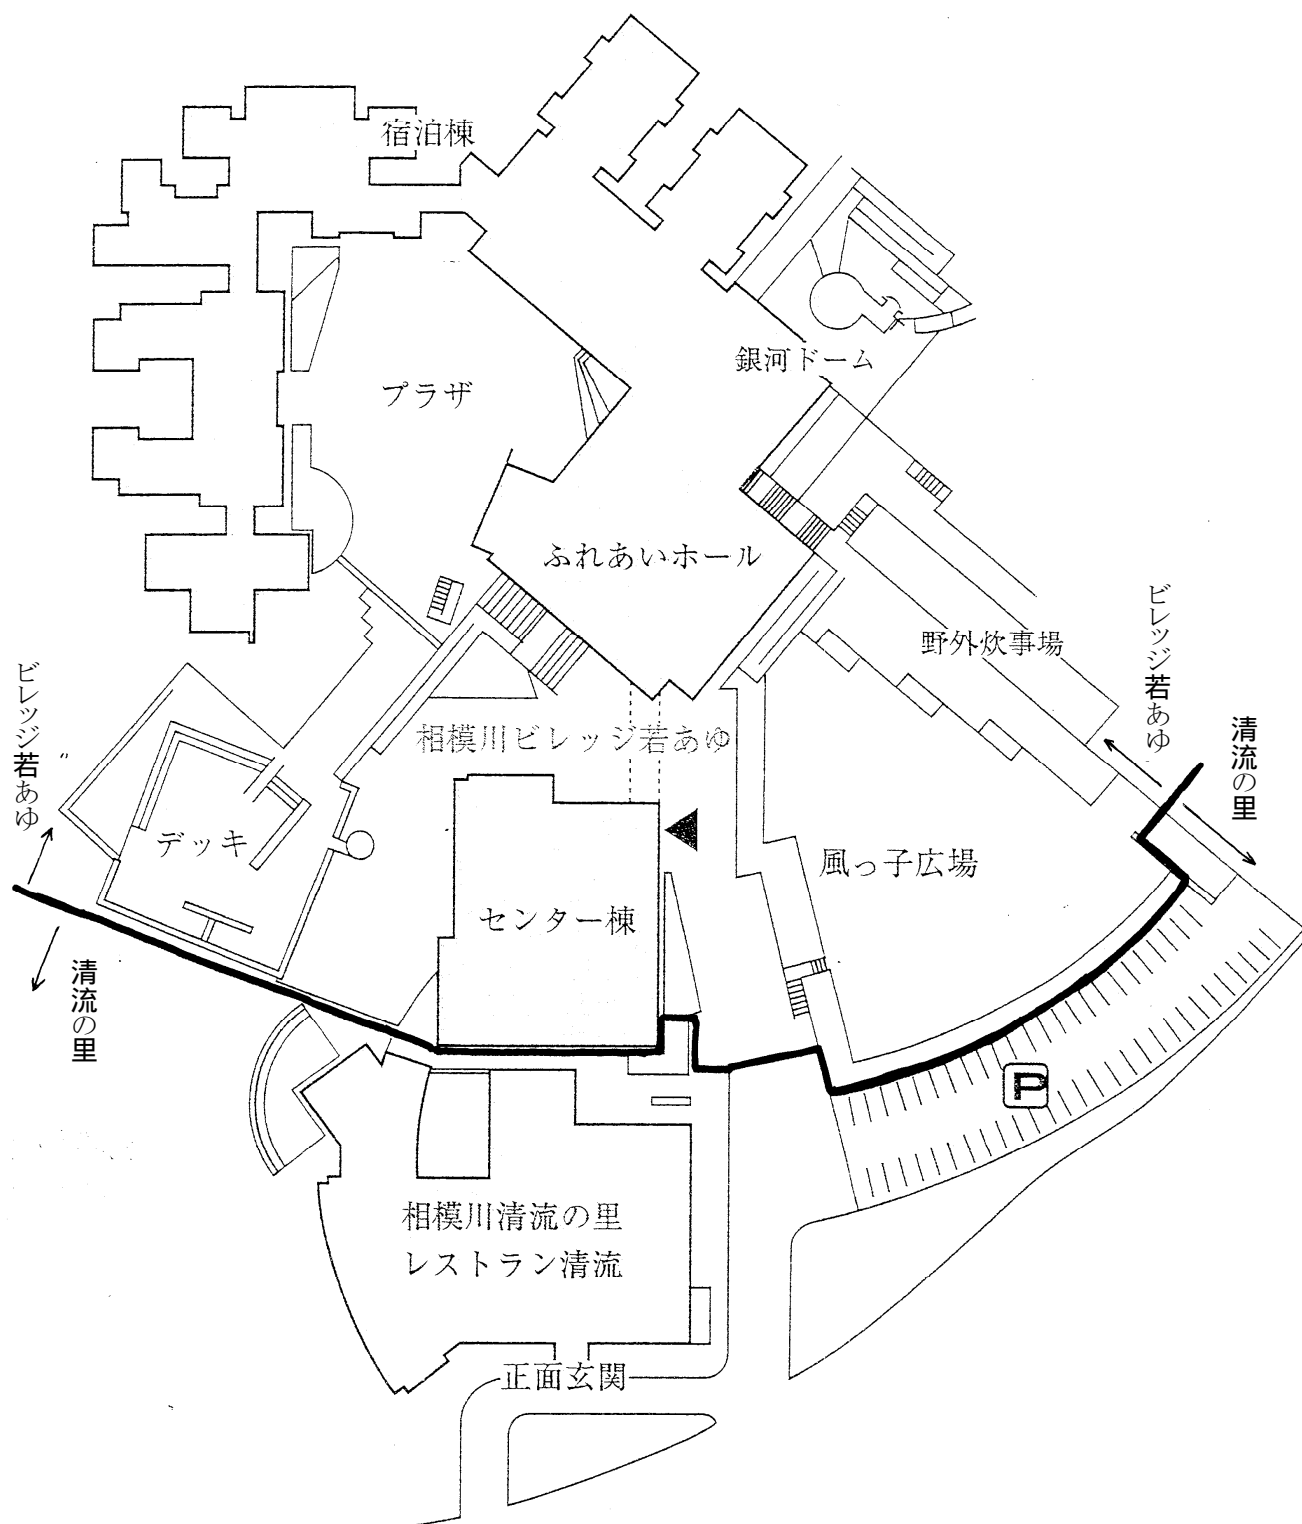 宿泊棟
銀河ドーム
プラザ
ふれあいホール
野外炊事場
ビレッジ若あゆ
清流の里
ビレッジ若あゆ
相模川ビレッジ若あゆ
デッキ
風っ子広場
センター棟
清流の里
P
相模川清流の里
レストラン清流
正面玄関